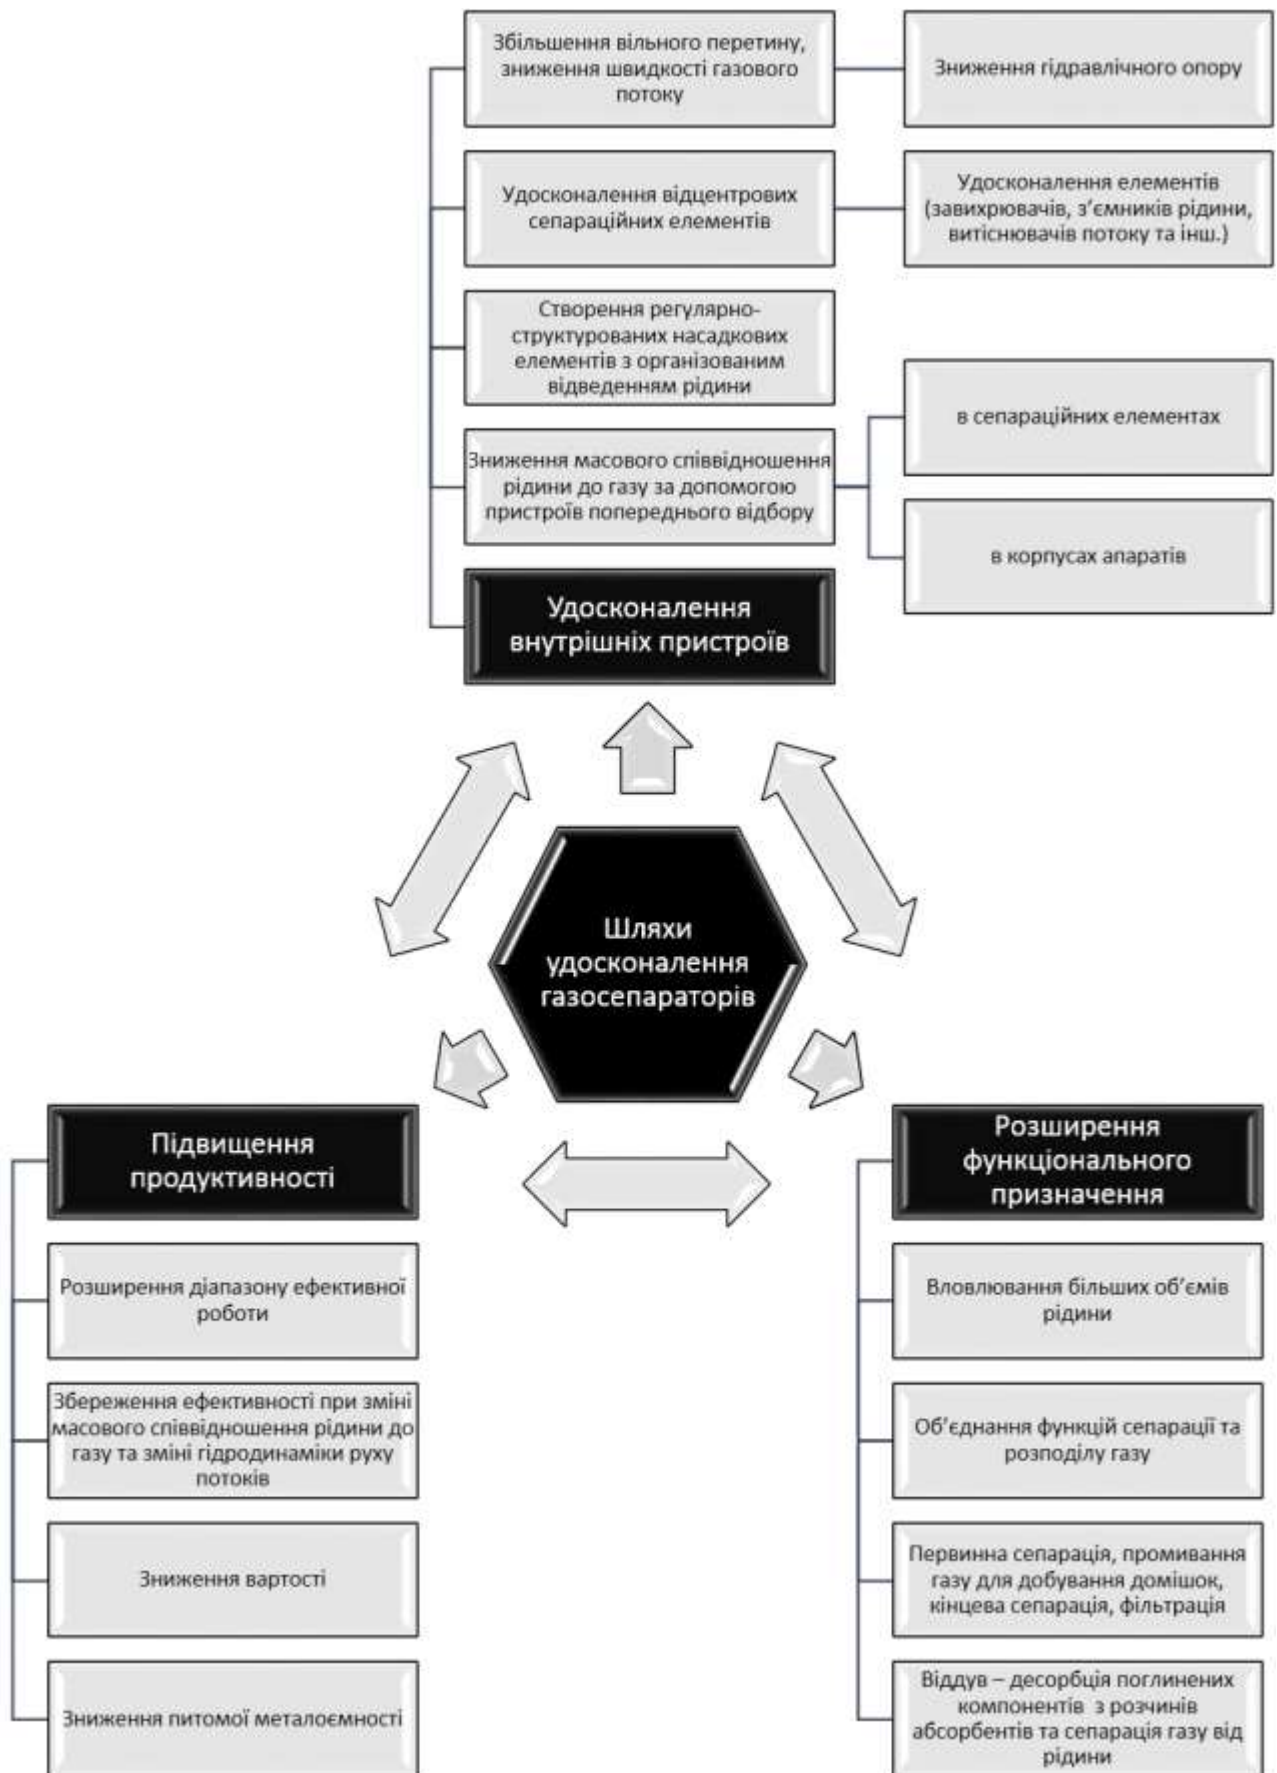 Збільшення вільного перетину,
зниження швидкості газового
потоку
Зниження гідравлічного опору
Удосконалення відцентрових
сепараційних елементів
Удосконалення елементів
(завихрювачів, з’ємників рідини,
витіснювачів потоку та інш.)
Створення регулярно-
структурованих насадкових
елементів з організованим
відведенням рідини
Зниження масового співвідношення
рідини до газу за допомогою
пристроїв попереднього відбору
в сепараційних елементах
в корпусах апаратів
Удосконалення
внутрішніх пристроїв
Шляхи
удосконалення
газосепараторів
Підвищення
продуктивності
Розширення діапазону ефективної
роботи
Збереження ефективності при зміні
масового співвідношення рідини до
газу та зміні гідродинаміки руху
потоків
Зниження вартості
Зниження питомої металоємності
Розширення
функціонального
призначення
Вловлювання більших об’ємів
рідини
Об’єднання функцій сепарації та
розподілу газу
Первинна сепарація, промивання
газу для добування домішок,
кінцева сепарація, фільтрація
Віддув – десорбція поглинених
компонентів з розчинів
абсорбентів та сепарація газу від
рідини